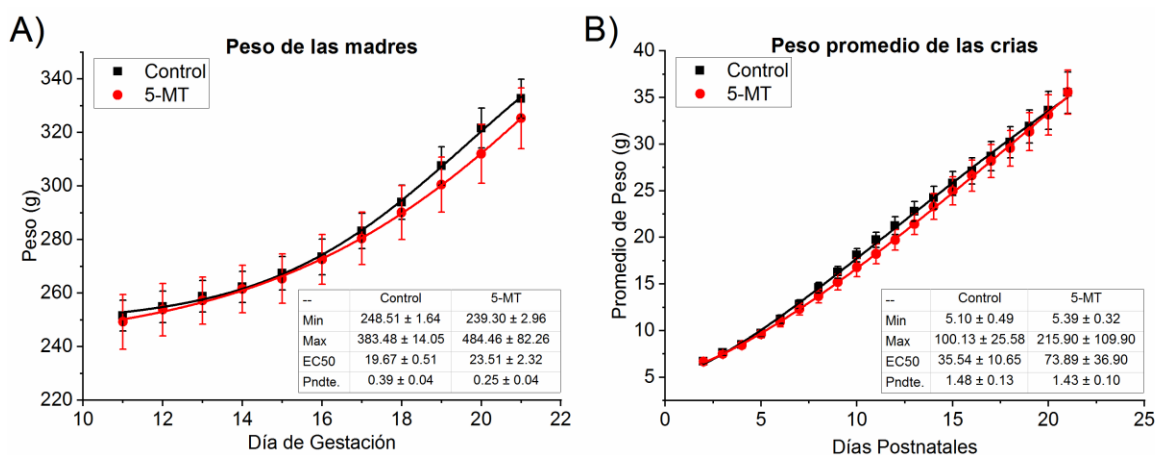 A)
Peso de las madres
Control
5-MT
Peso (g)
340
320
300
280
260
240
220
10 12 14 16 18 20 22
Día de Gestación
-- Control 5-MT
Min 248.51 ± 1.64 239.30 ± 2.96
Max 383.48 ± 14.05 484.46 ± 82.26
EC50 19.67 ± 0.51 23.51 ± 2.32
Pndte. 0.39 ± 0.04 0.25 ± 0.04
B)
Peso promedio de las crias
Control
5-MT
Promedio de Peso (g)
40
35
30
25
20
15
10
5
0 5 10 15 20 25
Días Postnatales
-- Control 5-MT
Min 5.10 ± 0.49 5.39 ± 0.32
Max 100.13 ± 25.58 215.90 ± 109.90
EC50 35.54 ± 10.65 73.89 ± 36.90
Pndte. 1.48 ± 0.13 1.43 ± 0.10